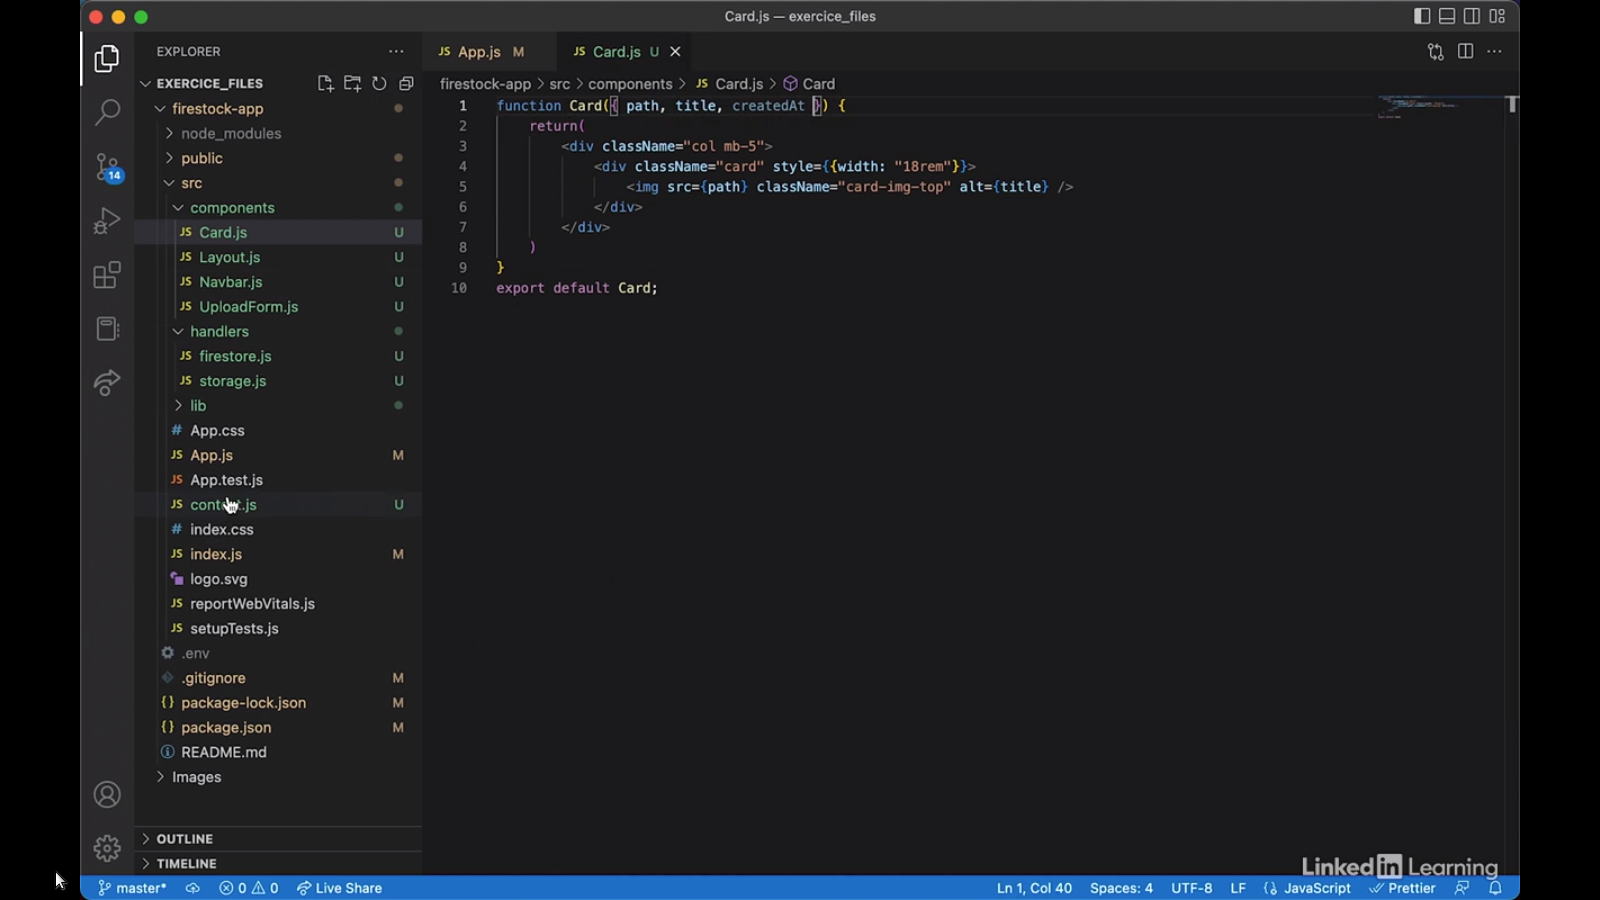 Card.js — exercice_files
EXPLORER
EXERCICE_FILES
firestock-app
node_modules
public
src
components
JS Card.js U
JS Layout.js U
JS Navbar.js U
JS UploadForm.js U
handlers
JS firestore.js U
JS storage.js U
lib
# App.css
JS App.js M
JS App.test.js
JS .js U
# index.css
JS index.js M
logo.svg
JS reportWebVitals.js
JS setupTests.js
.env
.gitignore M
{} package-lock.json M
{} package.json M
README.md
Images
OUTLINE
TIMELINE
14
JS App.js M
JS Card.js U
firestock-app > src > components > JS Card.js > Card
1 function Card({ path, title, createdAt }) {
2 return(
3 <div className="col mb-5">
4 <div className="card" style={{width: "18rem"}}>
5 <img src={path} className="card-img-top" alt={title} />
6 </div>
7 </div>
8 )
9 }
10 export default Card;
LinkedIn Learning
master* 0 0 Live Share Ln 1, Col 40 Spaces: 4 UTF-8 LF {} JavaScript Prettier